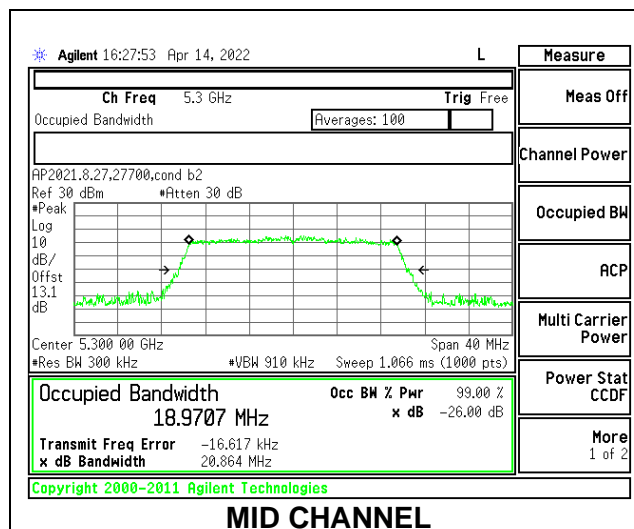 Agilent 16:27:53 Apr 14, 2022 L
Measure
Ch Freq 5.3 GHz Trig Free
Meas Off
Occupied Bandwidth Averages: 100
Channel Power
AP2021.8.27,27700,cond b2
Ref 30 dBm #Atten 30 dB
#Peak
Log
10
dB/
Offst
13.1
dB
Occupied BW
ACP
Multi Carrier
Power
Center 5.300 00 GHz Span 40 MHz
#Res BW 300 kHz #VBW 910 kHz Sweep 1.066 ms (1000 pts)
Power Stat
CCDF
Occupied Bandwidth Occ BW % Pwr 99.00 %
18.9707 MHz x dB -26.00 dB
Transmit Freq Error -16.617 kHz
x dB Bandwidth 20.864 MHz
More
1 of 2
Copyright 2000-2011 Agilent Technologies
MID CHANNEL